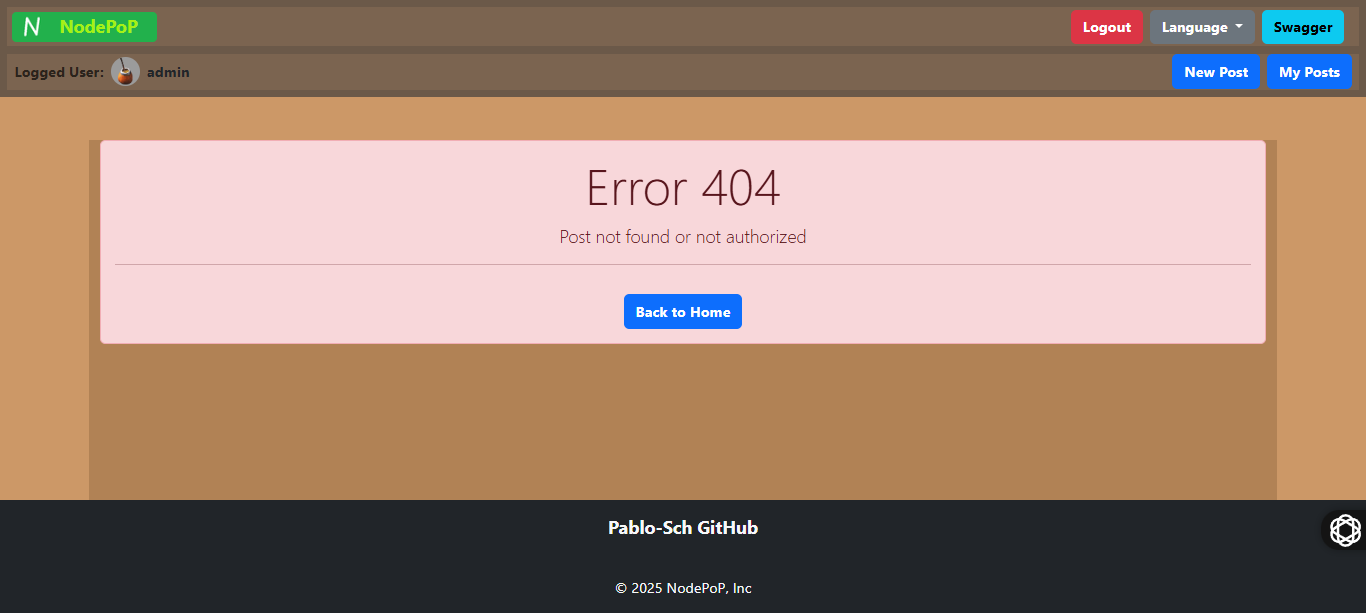 N NodePoP
Logout
Language
Swagger
Logged User: admin
New Post
My Posts
Error 404
Post not found or not authorized
Back to Home
Pablo-Sch GitHub
© 2025 NodePoP, Inc